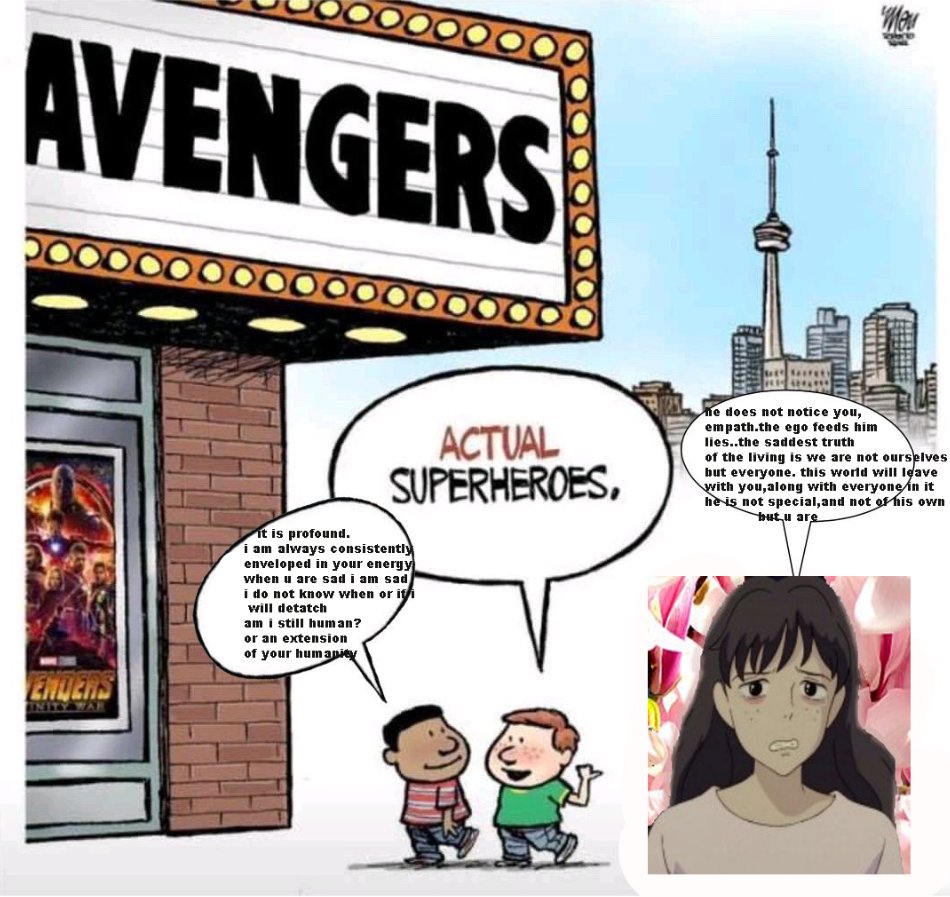 AVENGERS
ACTUAL
SUPERHEROES.
he does not notice you,
empath.the ego feeds him
lies..the saddest truth
of the living is we are not ourselves
but everyone. this world will leave
with you,along with everyone in it
he is not special,and not of his own
but u are
it is profound.
i am always consistently
enveloped in your energy
when u are sad i am sad
i do not know when or if i
will detatch
am i still human?
or an extension
of your humanity
MARVEL
VENGERS
INFINITY WAR